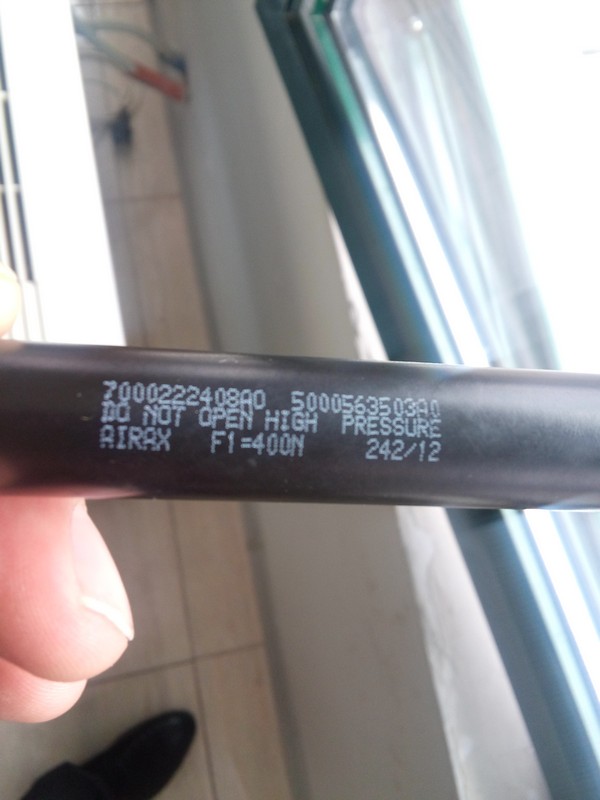 7000222408A0 5000563503A0
DO NOT OPEN HIGH PRESSURE
AIRAX F1=400N 242/12